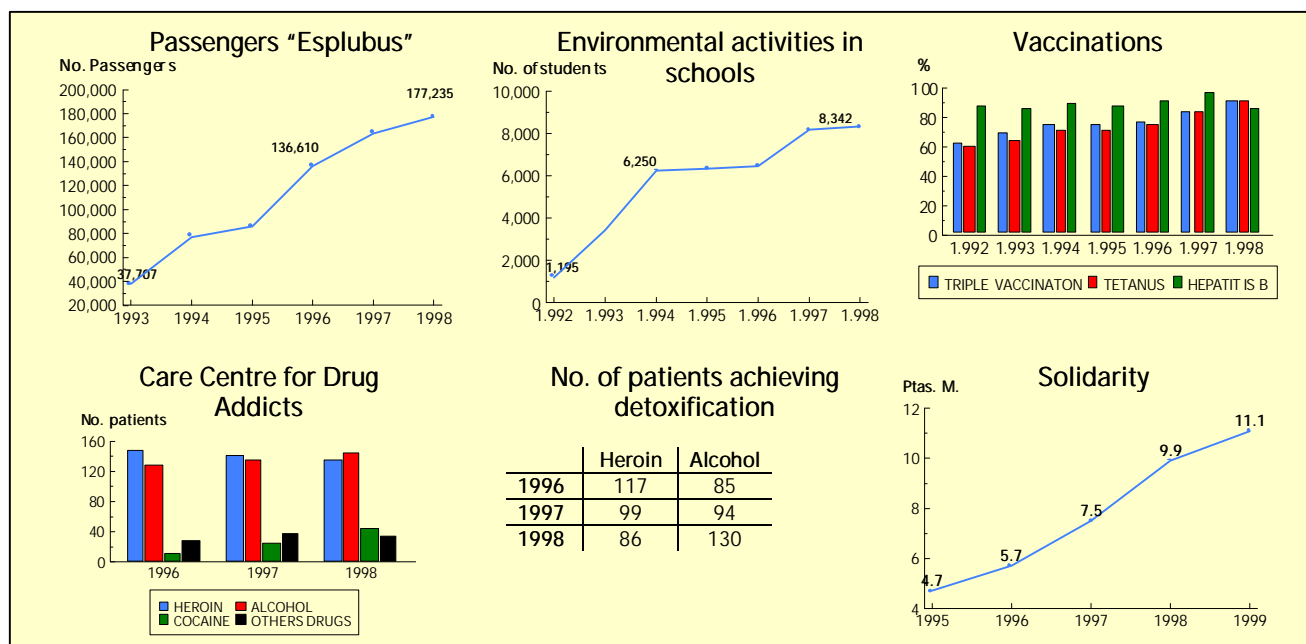 Passengers “Esplubus”
No. Passengers
200,000
180,000
160,000
140,000
120,000
100,000
80,000
60,000
40,000
20,000
37,707
136,610
177,235
1993 1994 1995 1996 1997 1998
Environmental activities in
schools
No. of students
10,000
8,000
6,000
4,000
2,000
0
1,195
6,250
8,342
1.992 1.993 1.994 1.995 1.996 1.997 1.998
Vaccinations
%
100
80
60
40
20
0
1.992 1.993 1.994 1.995 1.996 1.997 1.998
TRIPLE VACCINATON TETANUS HEPATIT IS B
Care Centre for Drug
Addicts
No. patients
160
120
80
40
0
1996 1997 1998
HEROIN ALCOHOL
COCAINE OTHERS DRUGS
No. of patients achieving
detoxification
Heroin Alcohol
1996 117 85
1997 99 94
1998 86 130
Solidarity
Ptas. M.
12
10
8
6
4
4.7
5.7
7.5
9.9
11.1
1995 1996 1997 1998 1999